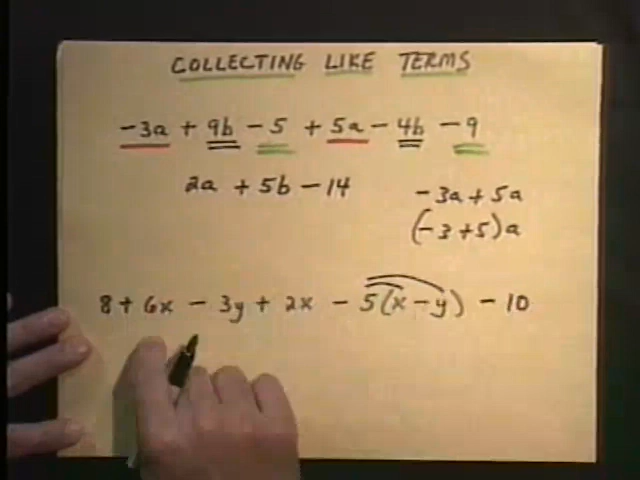 COLLECTING LIKE TERMS
-3a + 9b - 5 + 5a - 4b - 9
2a + 5b - 14
-3a + 5a
(-3 + 5)a
8 + 6x - 3y + 2x - 5(x - y) - 10